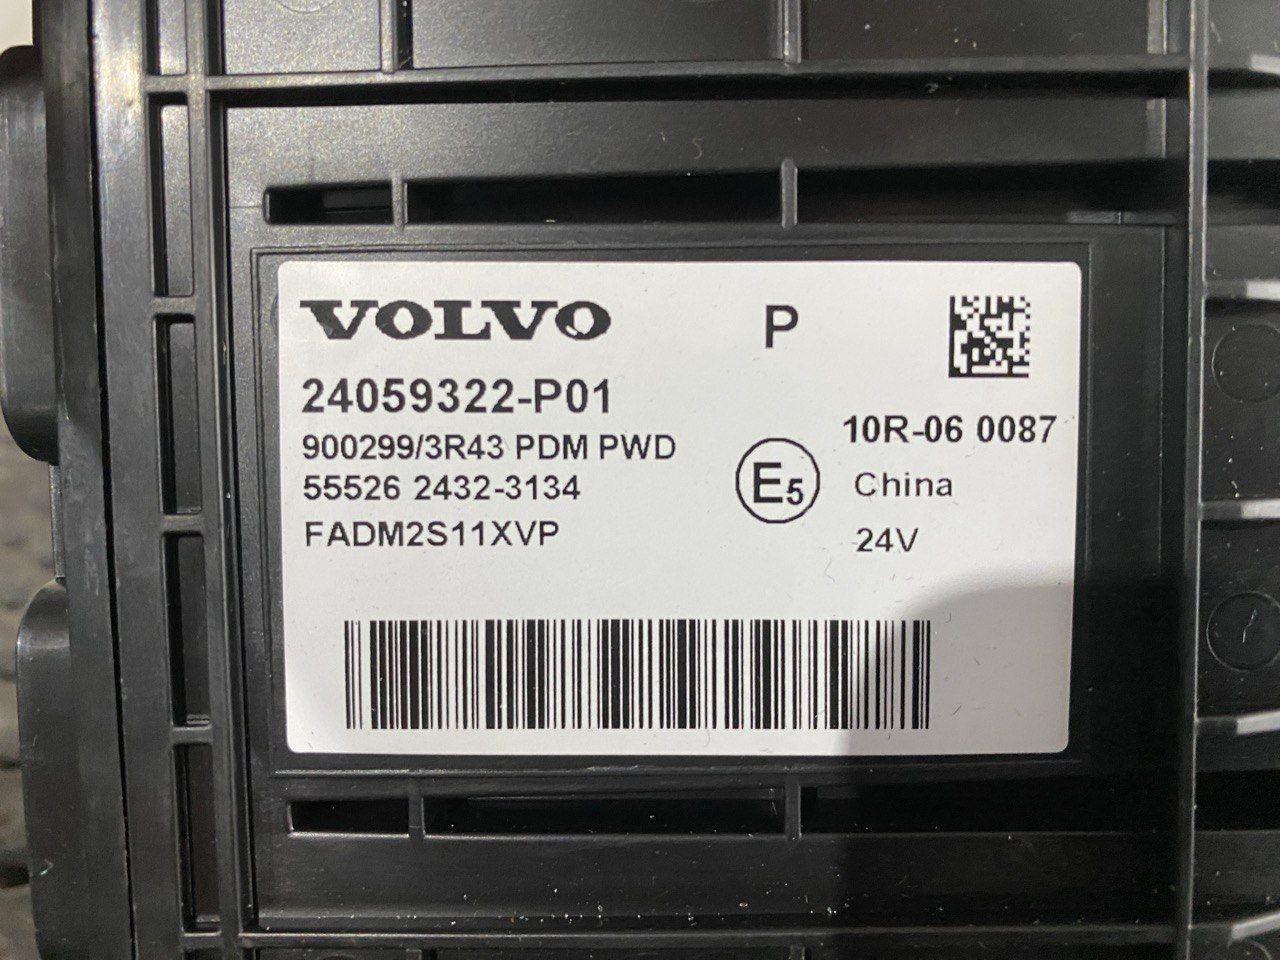 VOLVO P
24059322-P01
900299/3R43 PDM PWD
55526 2432-3134
FADM2S11XVP
E5
10R-06 0087
China
24V